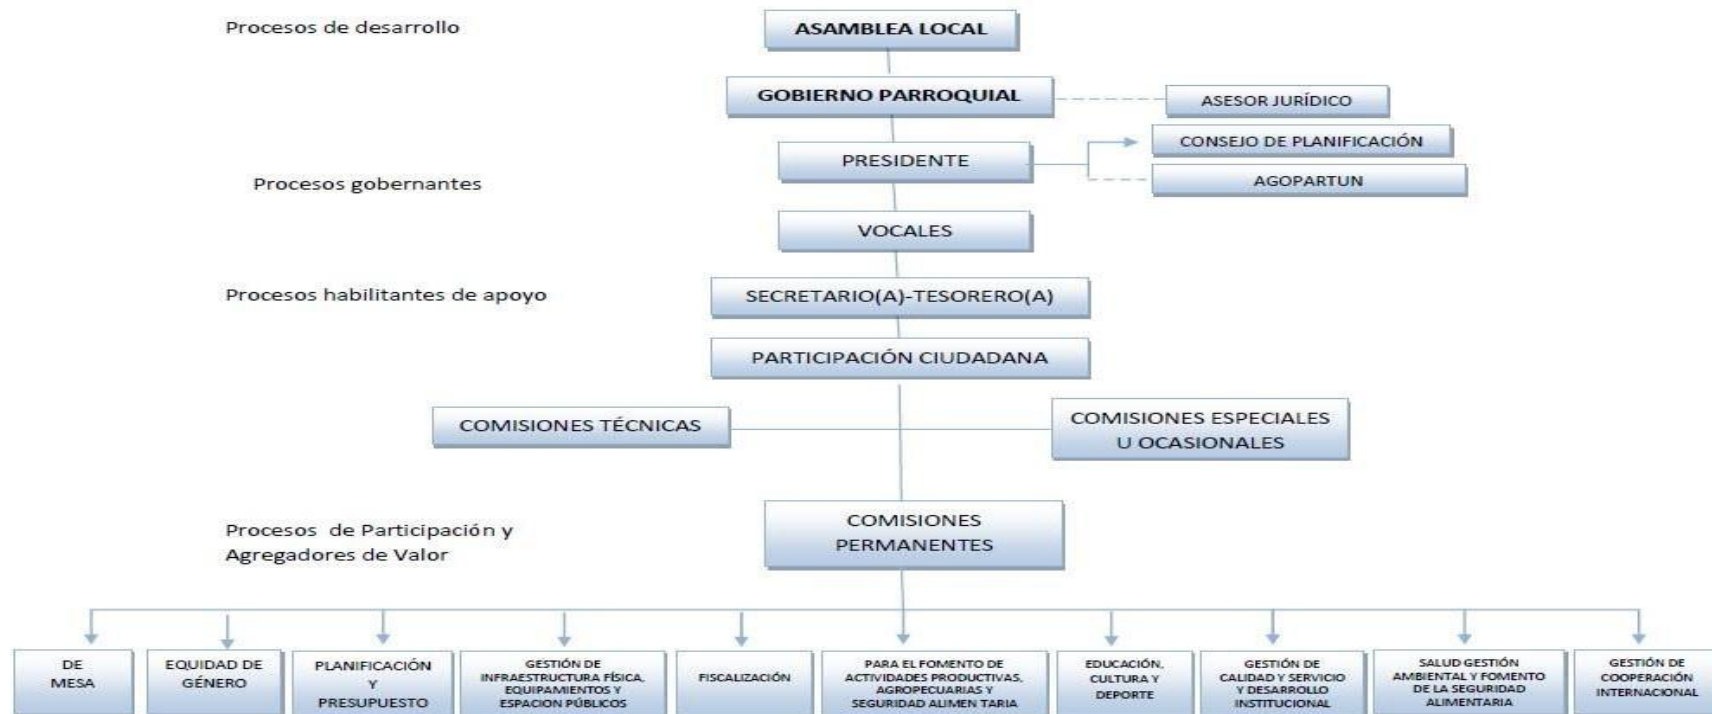 Procesos de desarrollo
ASAMBLEA LOCAL
GOBIERNO PARROQUIAL
ASESOR JURÍDICO
CONSEJO DE PLANIFICACIÓN
PRESIDENTE
AGOPARTUN
Procesos gobernantes
VOCALES
Procesos habilitantes de apoyo
SECRETARIO(A)-TESORERO(A)
PARTICIPACIÓN CIUDADANA
COMISIONES TÉCNICAS
COMISIONES ESPECIALES
U OCASIONALES
Procesos de Participación y
Agregadores de Valor
COMISIONES
PERMANENTES
DE
MESA
EQUIDAD DE
GÉNERO
PLANIFICACIÓN
Y
PRESUPUESTO
GESTIÓN DE
INFRAESTRUCTURA FÍSICA,
EQUIPAMIENTOS Y
ESPACION PÚBLICOS
FISCALIZACIÓN
PARA EL FOMENTO DE
ACTIVIDADES PRODUCTIVAS,
AGROPECUARIAS Y
SEGURIDAD ALIMEN TARIA
EDUCACIÓN,
CULTURA Y
DEPORTE
GESTIÓN DE
CALIDAD Y SERVICIO
Y DESARROLLO
INSTITUCIONAL
SALUD GESTIÓN
AMBIENTAL Y FOMENTO
DE LA SEGURIDAD
ALIMENTARIA
GESTIÓN DE
COOPERACIÓN
INTERNACIONAL